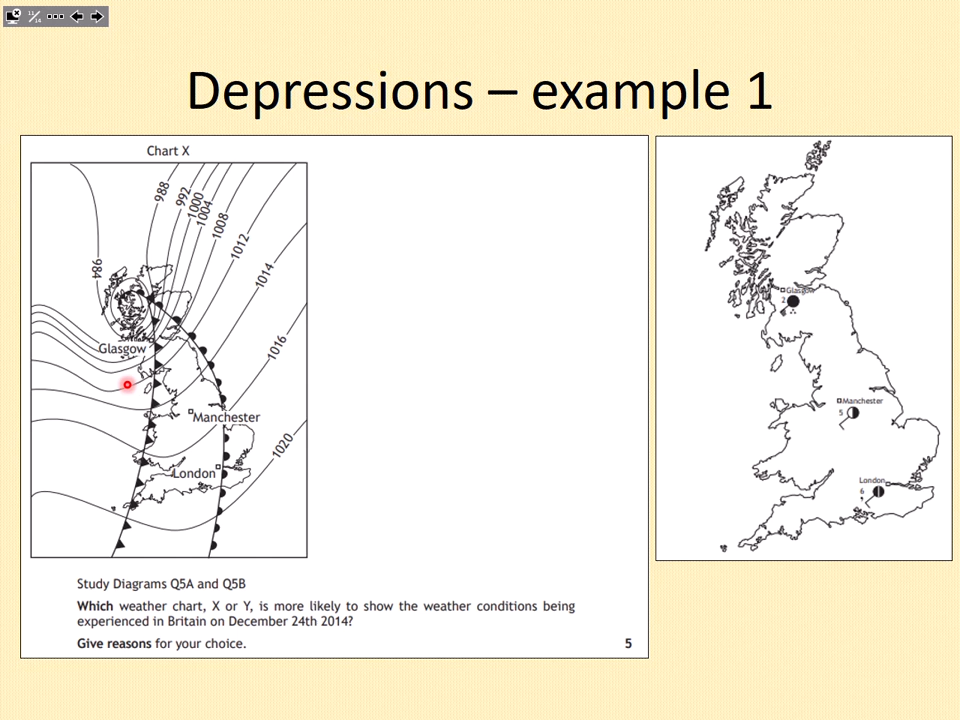 11/14
Depressions – example 1
Chart X
984
988
992
1000
1004
1008
1012
1014
1016
1020
Glasgow
Manchester
London
Study Diagrams Q5A and Q5B
Which weather chart, X or Y, is more likely to show the weather conditions being
experienced in Britain on December 24th 2014?
Give reasons for your choice.
5
Glasgow
2
Manchester
5
London
6